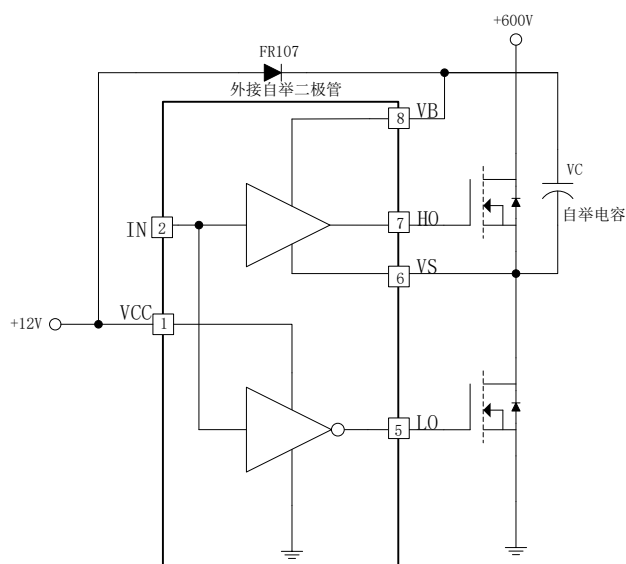 +600V
FR107
外接自举二极管
8 VB
VC
自举电容
IN 2
7 HO
6 VS
VCC 1
+12V
5 LO